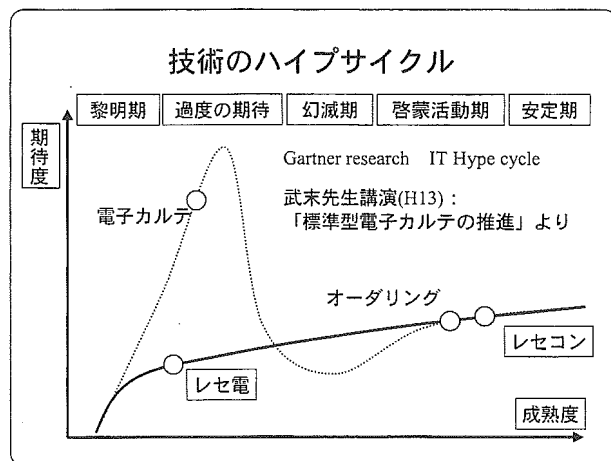 技術のハイプサイクル
黎明期 過度の期待 幻滅期 啓蒙活動期 安定期
期待度
Gartner research IT Hype cycle
武末先生講演(H13)：
「標準型電子カルテの推進」より
電子カルテ
オーダリング
レセコン
レセ電
成熟度